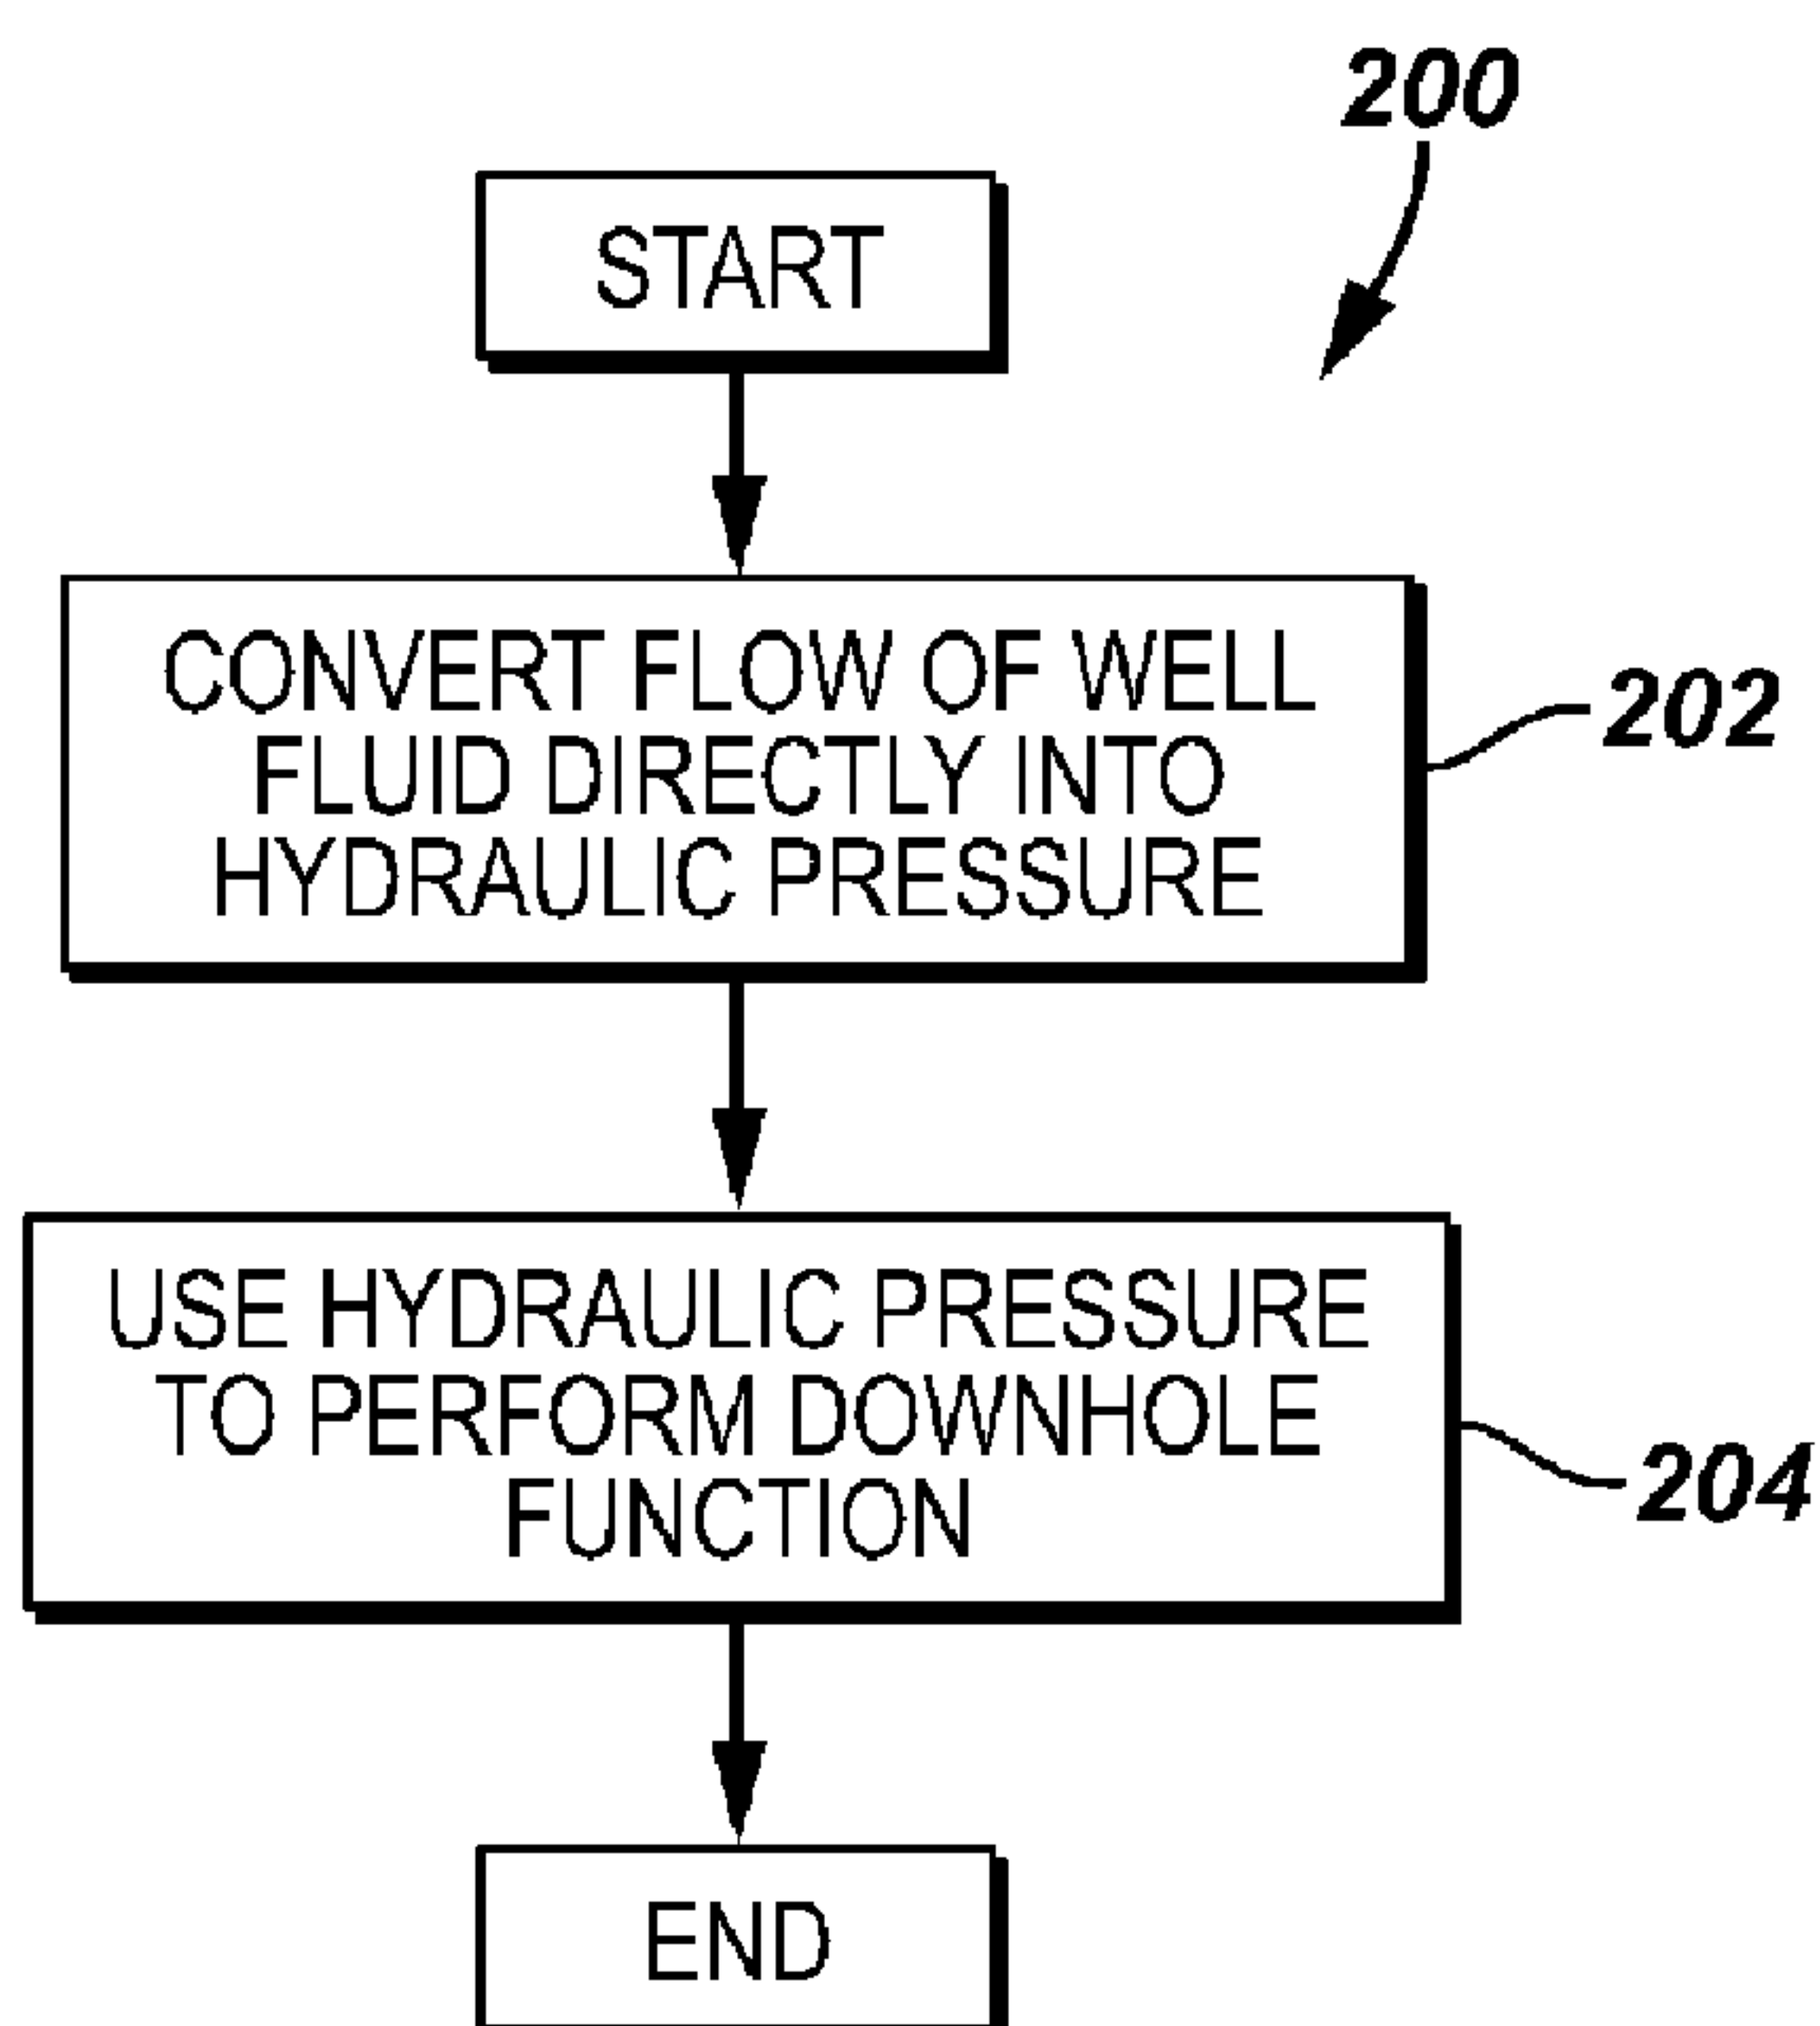 200
START
CONVERT FLOW OF WELL
FLUID DIRECTLY INTO
HYDRAULIC PRESSURE
202
USE HYDRAULIC PRESSURE
TO PERFORM DOWNHOLE
FUNCTION
204
END